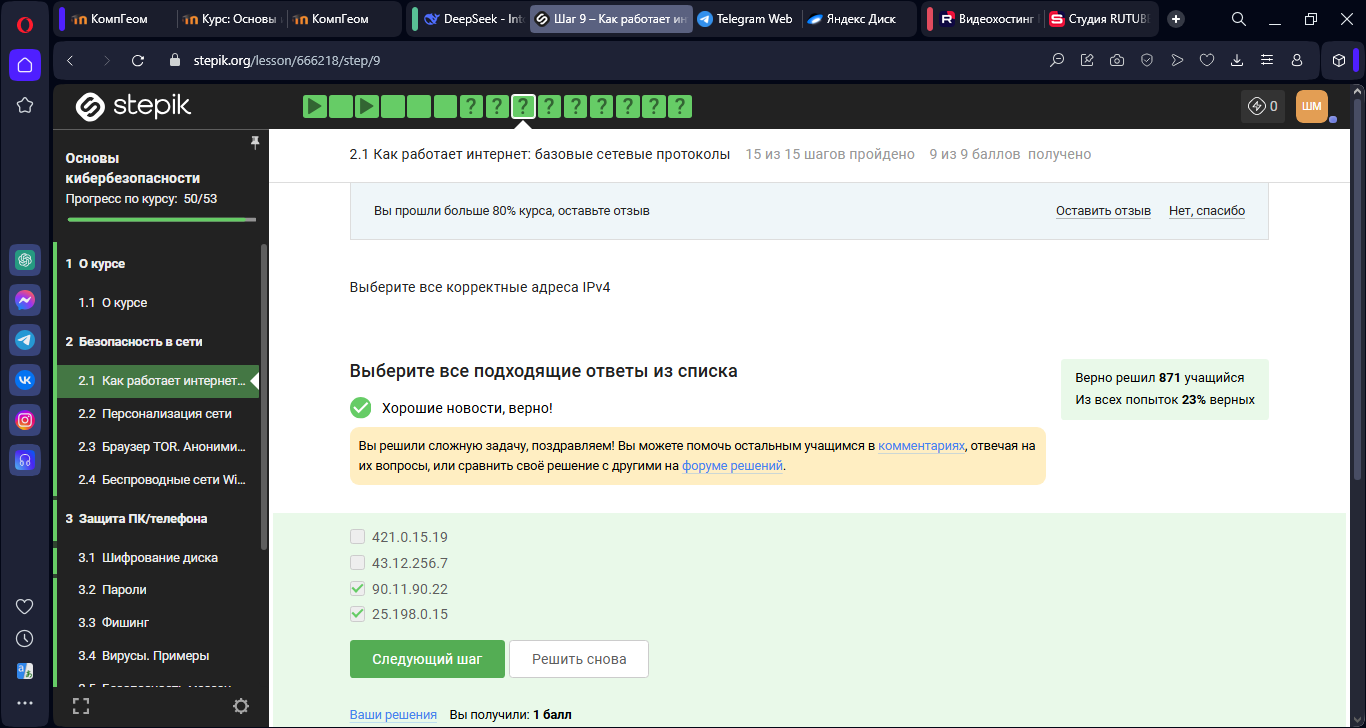 КомпГеом
Курс: Основы
КомпГеом
DeepSeek - Int
Шаг 9 – Как работает ин
Telegram Web
Яндекс Диск
Видеохостинг
Студия RUTUBE
stepik.org/lesson/666218/step/9
stepik
0
ШМ
Основы
кибербезопасности
Прогресс по курсу: 50/53
1 О курсе
1.1 О курсе
2 Безопасность в сети
2.1 Как работает интернет...
2.2 Персонализация сети
2.3 Браузер TOR. Аноними...
2.4 Беспроводные сети Wi...
3 Защита ПК/телефона
3.1 Шифрование диска
3.2 Пароли
3.3 Фишинг
3.4 Вирусы. Примеры
2.1 Как работает интернет: базовые сетевые протоколы 15 из 15 шагов пройдено 9 из 9 баллов получено
Вы прошли больше 80% курса, оставьте отзыв
Оставить отзыв Нет, спасибо
Выберите все корректные адреса IPv4
Выберите все подходящие ответы из списка
Верно решил 871 учащийся
Из всех попыток 23% верных
Хорошие новости, верно!
Вы решили сложную задачу, поздравляем! Вы можете помочь остальным учащимся в комментариях, отвечая на
их вопросы, или сравнить своё решение с другими на форуме решений.
421.0.15.19
43.12.256.7
90.11.90.22
25.198.0.15
Следующий шаг
Решить снова
Ваши решения Вы получили: 1 балл